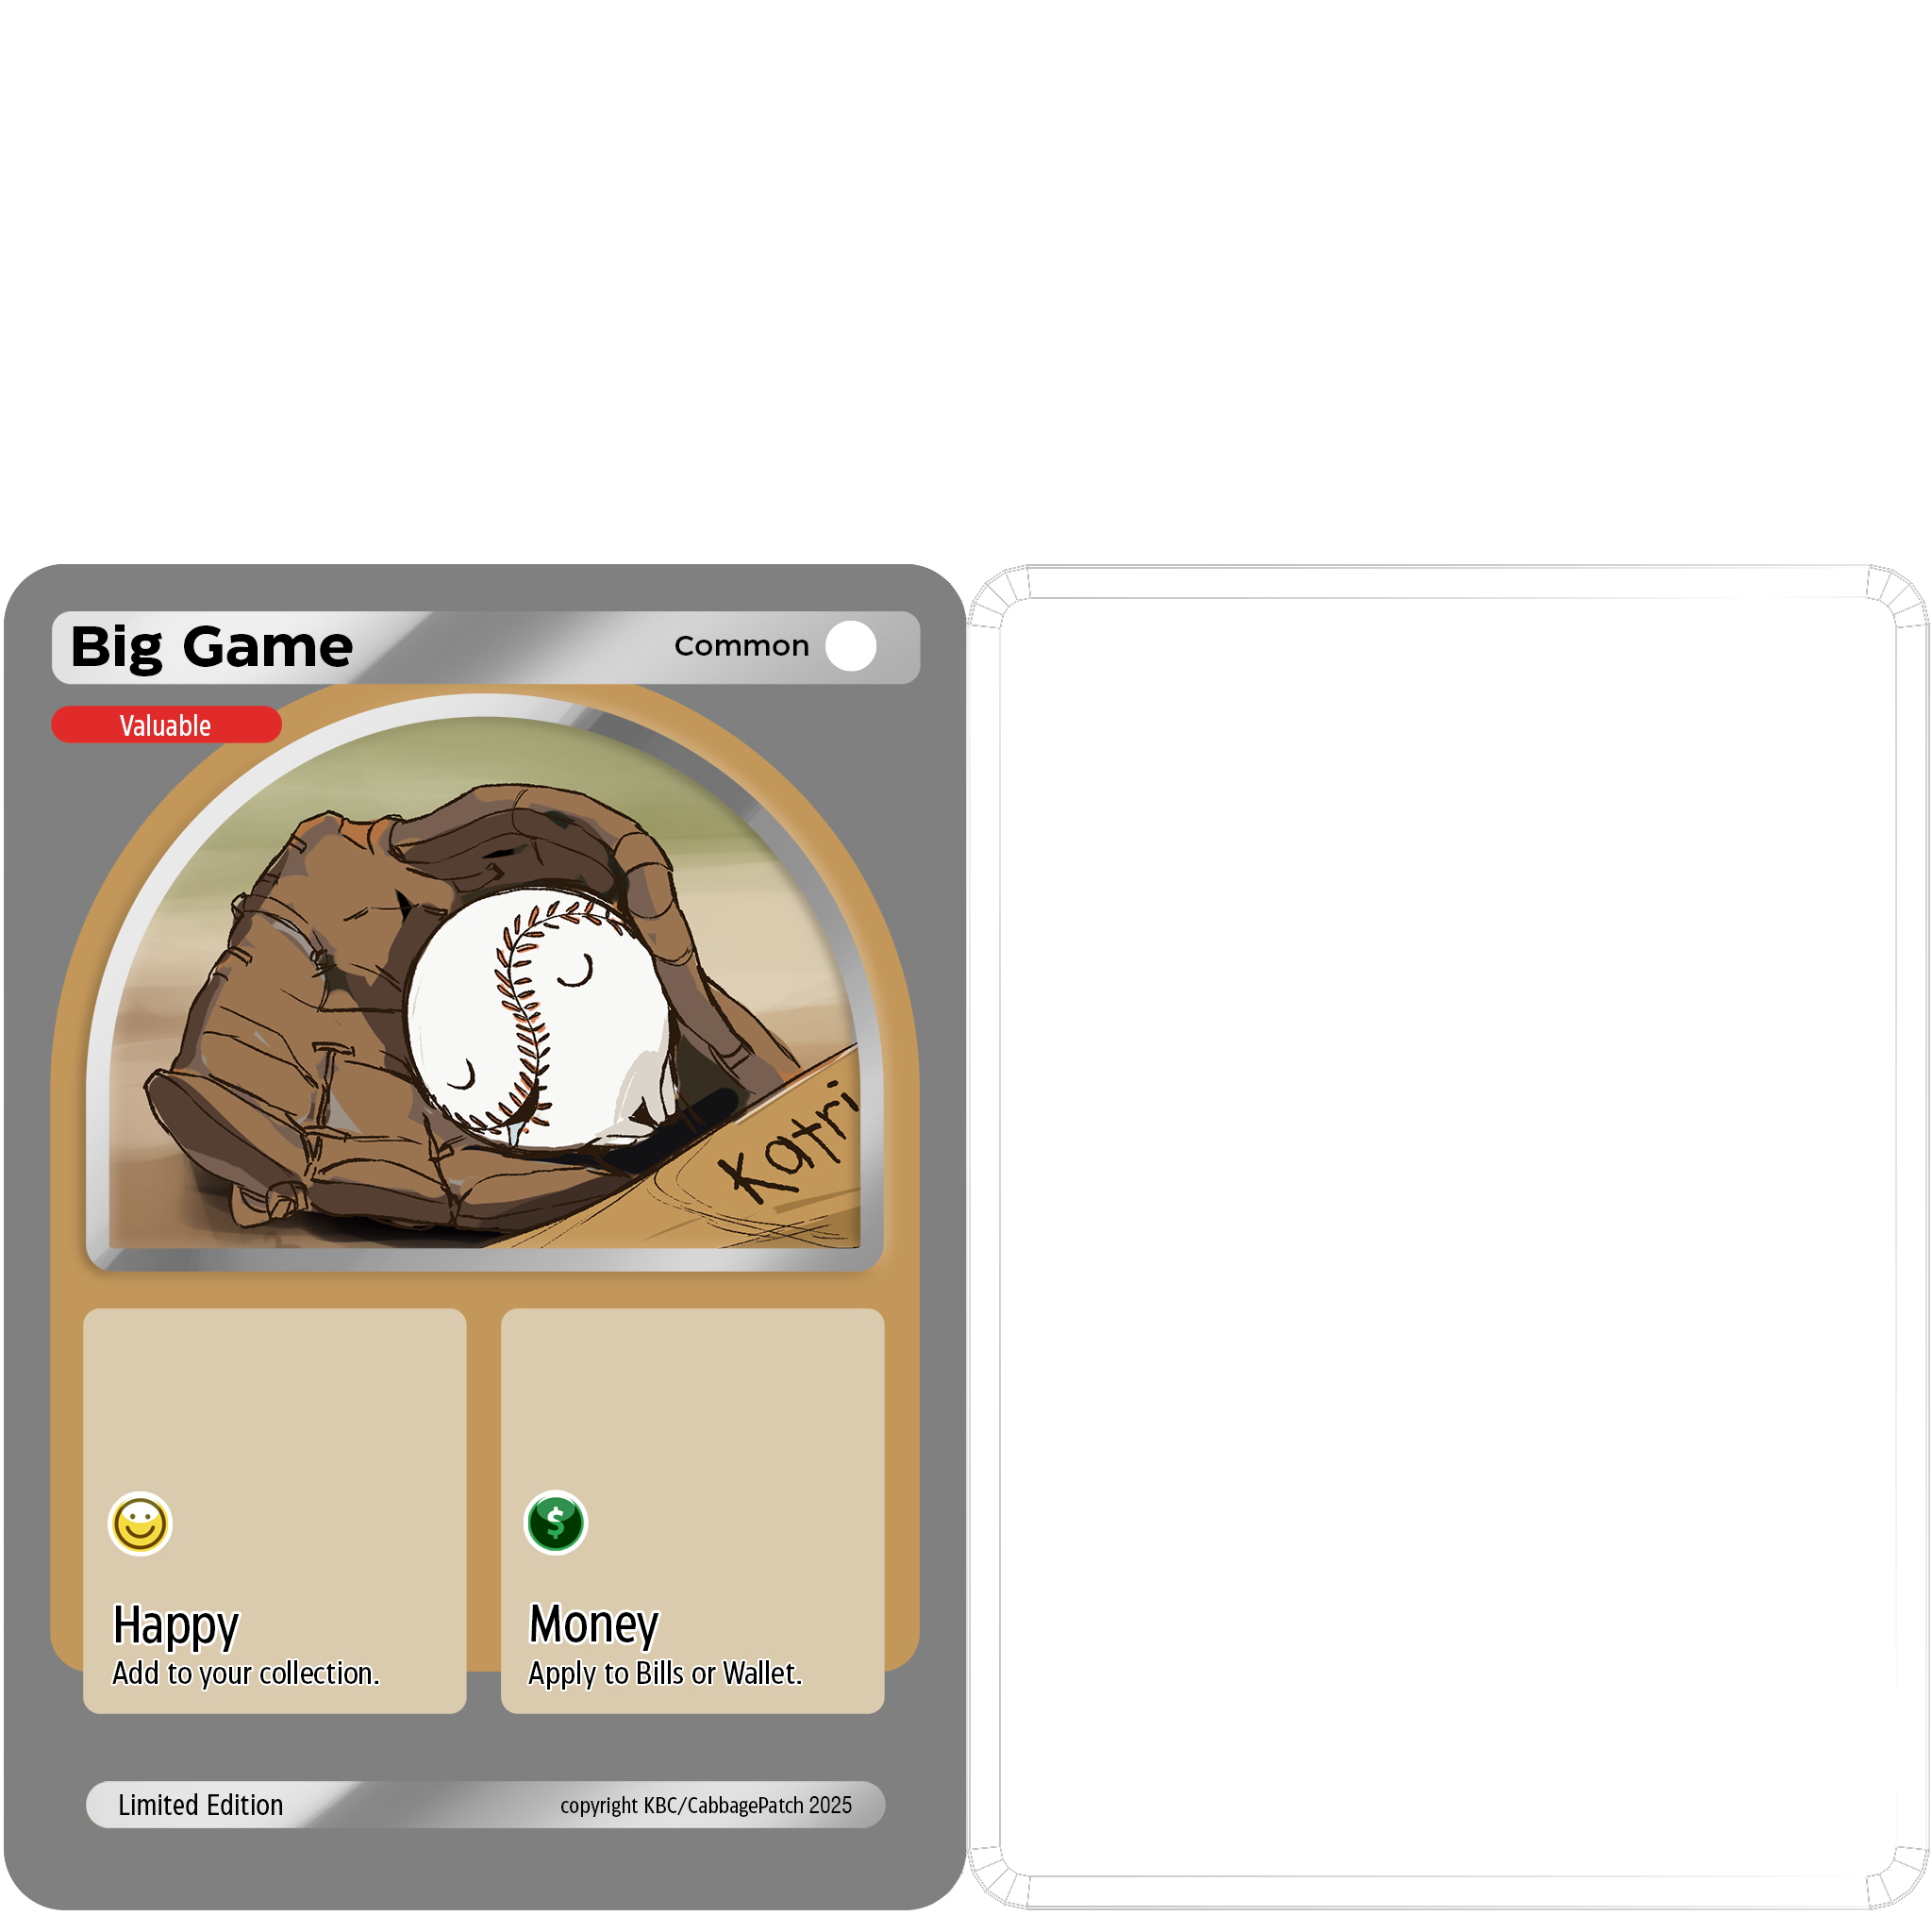 Big Game
Common
Valuable
Katri
Happy
Add to your collection.
Money
Apply to Bills or Wallet.
Limited Edition
copyright KBC/CabbagePatch 2025